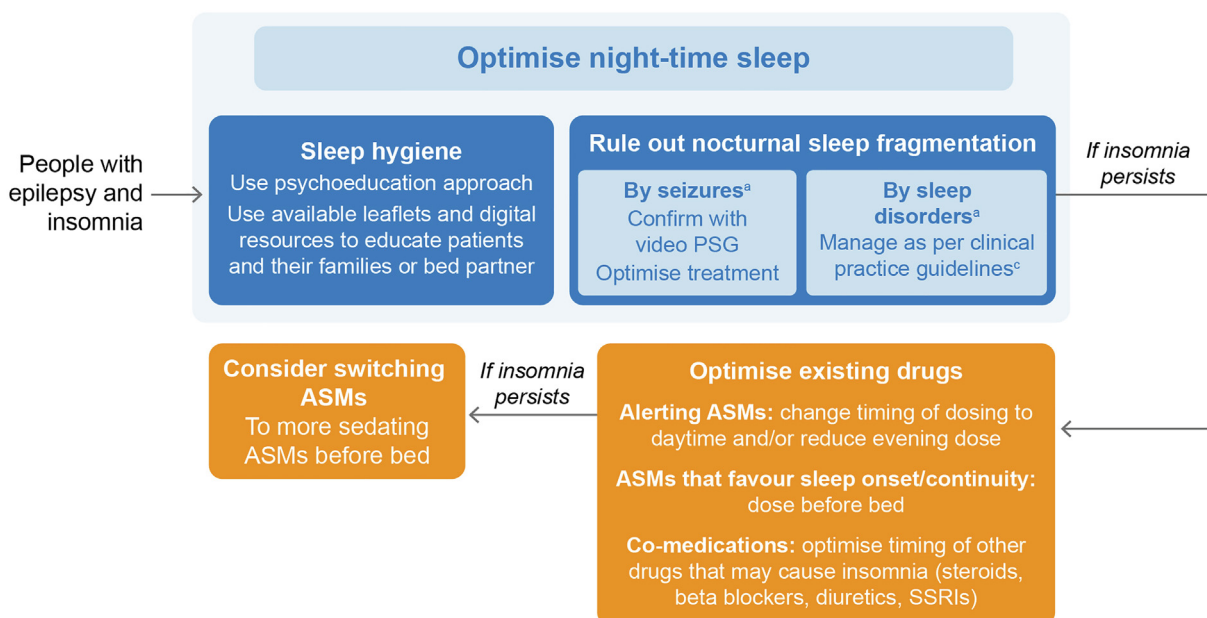 Optimise night-time sleep
People with
epilepsy and
insomnia
Sleep hygiene
Use psychoeducation approach
Use available leaflets and digital
resources to educate patients
and their families or bed partner
Rule out nocturnal sleep fragmentation
By seizuresᵃ
Confirm with
video PSG
Optimise treatment
By sleep
disordersᵃ
Manage as per clinical
practice guidelinesᶜ
If insomnia
persists
Optimise existing drugs
Alerting ASMs: change timing of dosing to
daytime and/or reduce evening dose
ASMs that favour sleep onset/continuity:
dose before bed
Co-medications: optimise timing of other
drugs that may cause insomnia (steroids,
beta blockers, diuretics, SSRIs)
If insomnia
persists
Consider switching
ASMs
To more sedating
ASMs before bed